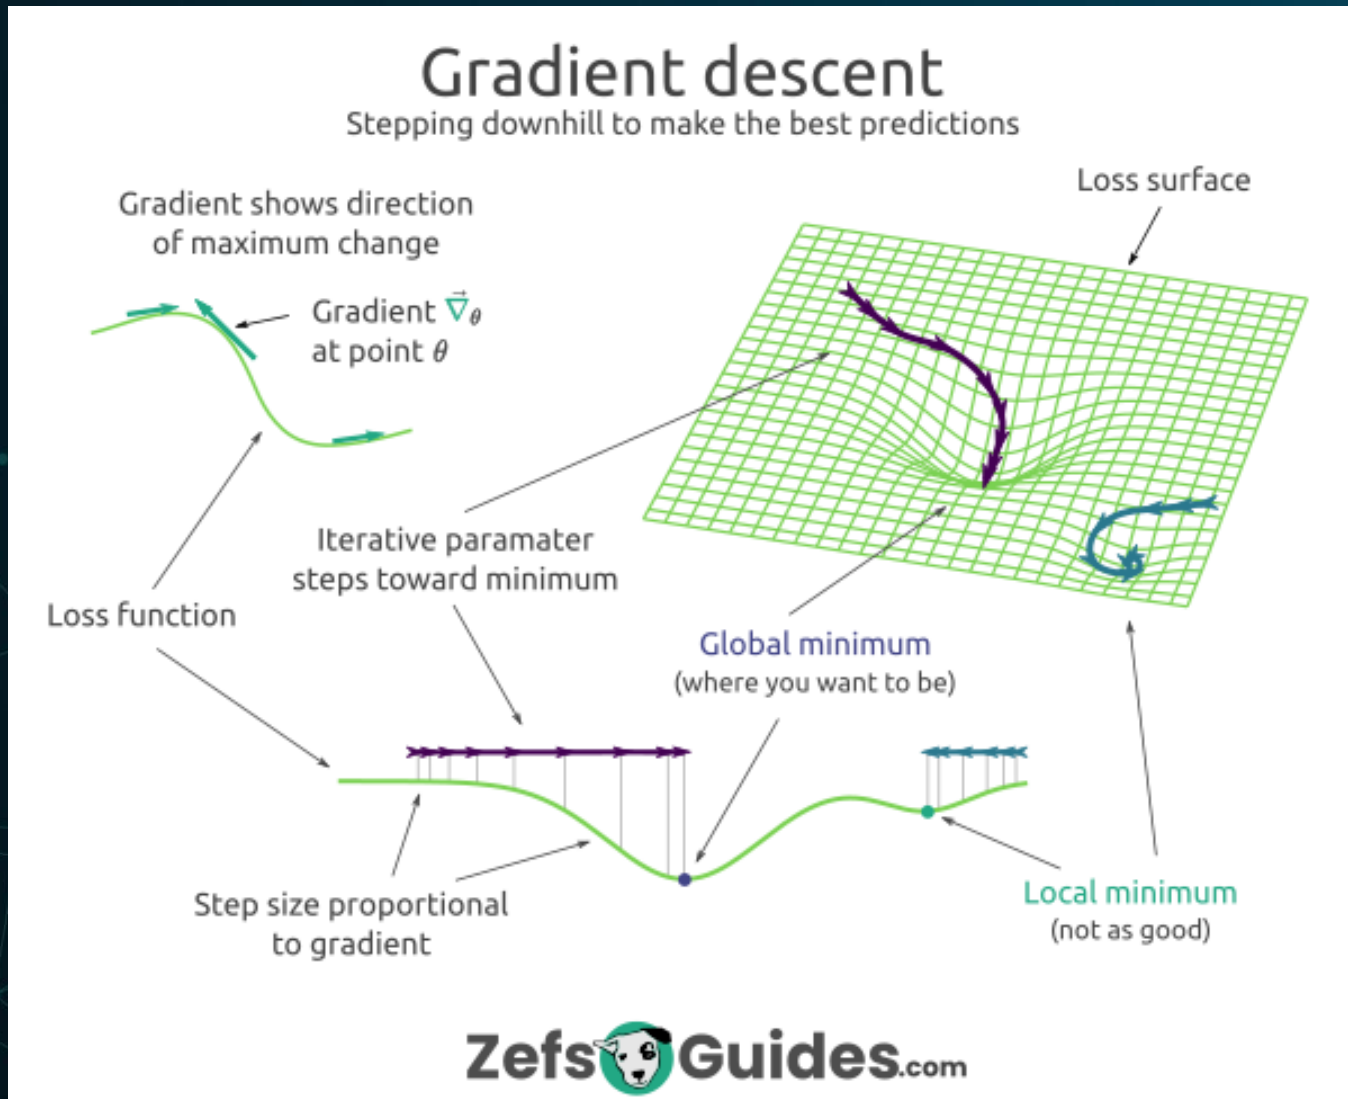 Gradient descent
Stepping downhill to make the best predictions
Loss surface
Gradient shows direction
of maximum change
Gradient ∇⃗θ
at point θ
Iterative paramater
steps toward minimum
Loss function
Global minimum
(where you want to be)
Step size proportional
to gradient
Local minimum
(not as good)
ZefsGuides.com